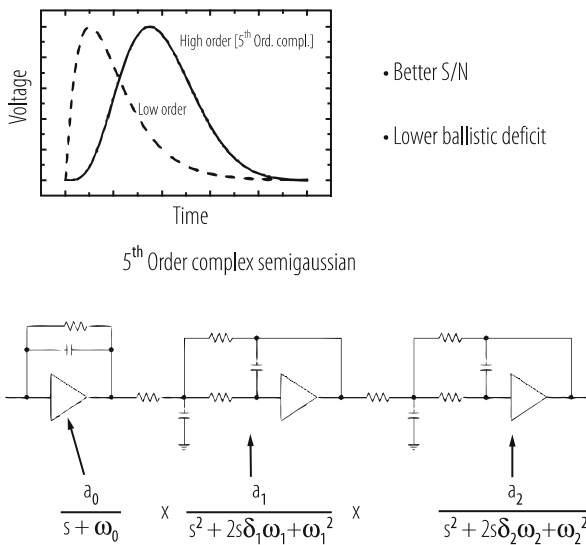 High order [5th Ord. compl.]
Low order
Voltage
Time
• Better S/N
• Lower ballistic deficit
5th Order complex semigaussian
a0 / s + ω0 x a1 / s² + 2sδ1ω1+ω1² x a2 / s² + 2sδ2ω2+ω2²